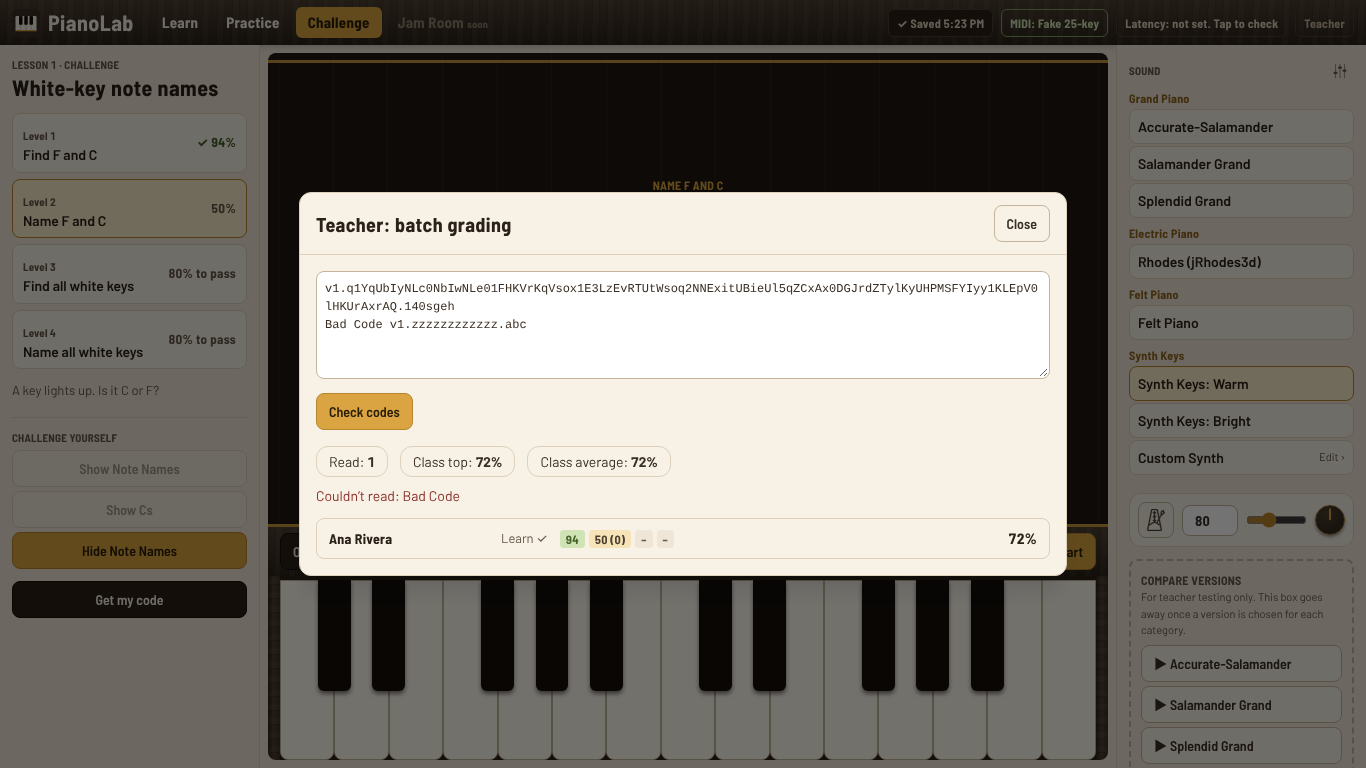 PianoLab
Learn
Practice
Challenge
Jam Room soon
✓ Saved 5:23 PM
MIDI: Fake 25-key
Latency: not set. Tap to check
Teacher
LESSON 1 · CHALLENGE
White-key note names
Level 1
Find F and C
✓ 94%
Level 2
Name F and C
50%
Level 3
Find all white keys
80% to pass
Level 4
Name all white keys
80% to pass
A key lights up. Is it C or F?
CHALLENGE YOURSELF
Show Note Names
Show Cs
Hide Note Names
Get my code
NAME F AND C
Teacher: batch grading
Close
v1.q1YqUbIyNLc0NbIwNLe01FHKVrKqVsox1E3LzEvRTUtWsoq2NNExitUBieUl5qZCxAx0DGJrdZTylKyUHPMSFYIyy1KLEpV0
lHKUrAxrAQ.140sgeh
Bad Code v1.zzzzzzzzzzzz.abc
Check codes
Read: 1
Class top: 72%
Class average: 72%
Couldn't read: Bad Code
Ana Rivera
Learn ✓
94
50 (0)
–
–
72%
art
SOUND
Grand Piano
Accurate-Salamander
Salamander Grand
Splendid Grand
Electric Piano
Rhodes (jRhodes3d)
Felt Piano
Felt Piano
Synth Keys
Synth Keys: Warm
Synth Keys: Bright
Custom Synth
Edit ›
80
COMPARE VERSIONS
For teacher testing only. This box goes
away once a version is chosen for each
category.
▶ Accurate-Salamander
▶ Salamander Grand
▶ Splendid Grand